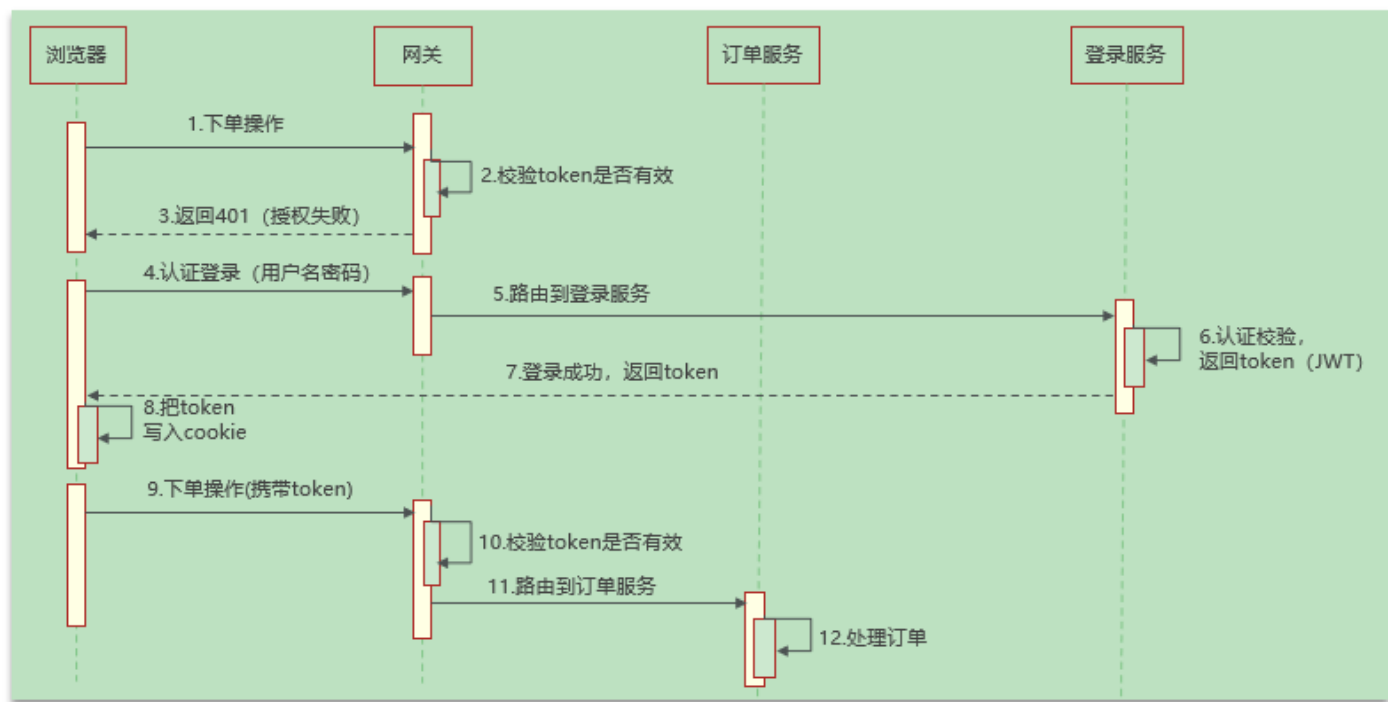 浏览器
网关
订单服务
登录服务
1.下单操作
2.校验token是否有效
3.返回401（授权失败）
4.认证登录（用户名密码）
5.路由到登录服务
6.认证校验，
返回token（JWT）
7.登录成功，返回token
8.把token
写入cookie
9.下单操作(携带token)
10.校验token是否有效
11.路由到订单服务
12.处理订单